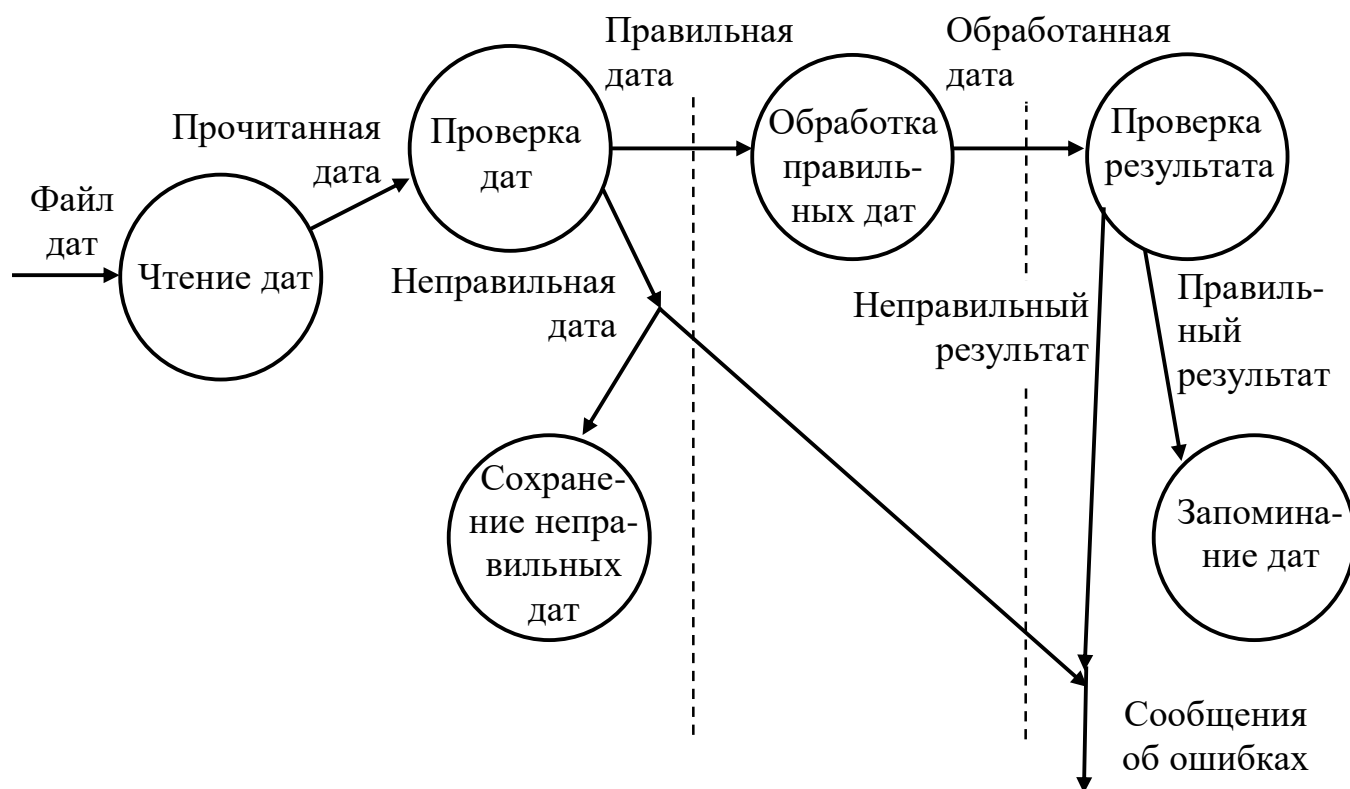 Правильная
дата
Обработанная
дата
Прочитанная
дата
Проверка
дат
Обработка
правиль-
ных дат
Проверка
результата
Файл
дат
Чтение дат
Неправильная
дата
Неправильный
результат
Правиль-
ный
результат
Сохране-
ние непра-
вильных
дат
Запомина-
ние дат
Сообщения
об ошибках